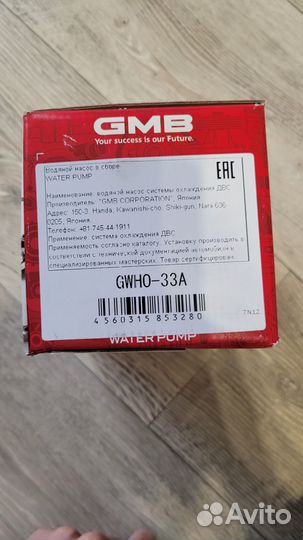 GMB
Your success is our Future.
Водяной насос в сборе
WATER PUMP
EAC
Наименование: водяной насос системы охлаждения ДВС
Производитель: "GMB CORPORATION", Япония
Адрес: 150-3. Handa, Kawanishi-cho, Shiki-gun, Nara 636-
0205, Япония.
Телефон: +81-745-44-1911
Применение: система охлаждения ДВС
Применяемость согласно каталогу. Установку производить в
соответствии с технической документацией автомобиля в
специализированных мастерских. Товар сертифицирован.
GWHO-33A
4 560315 853280
7N12
WATER PUMP
Avito